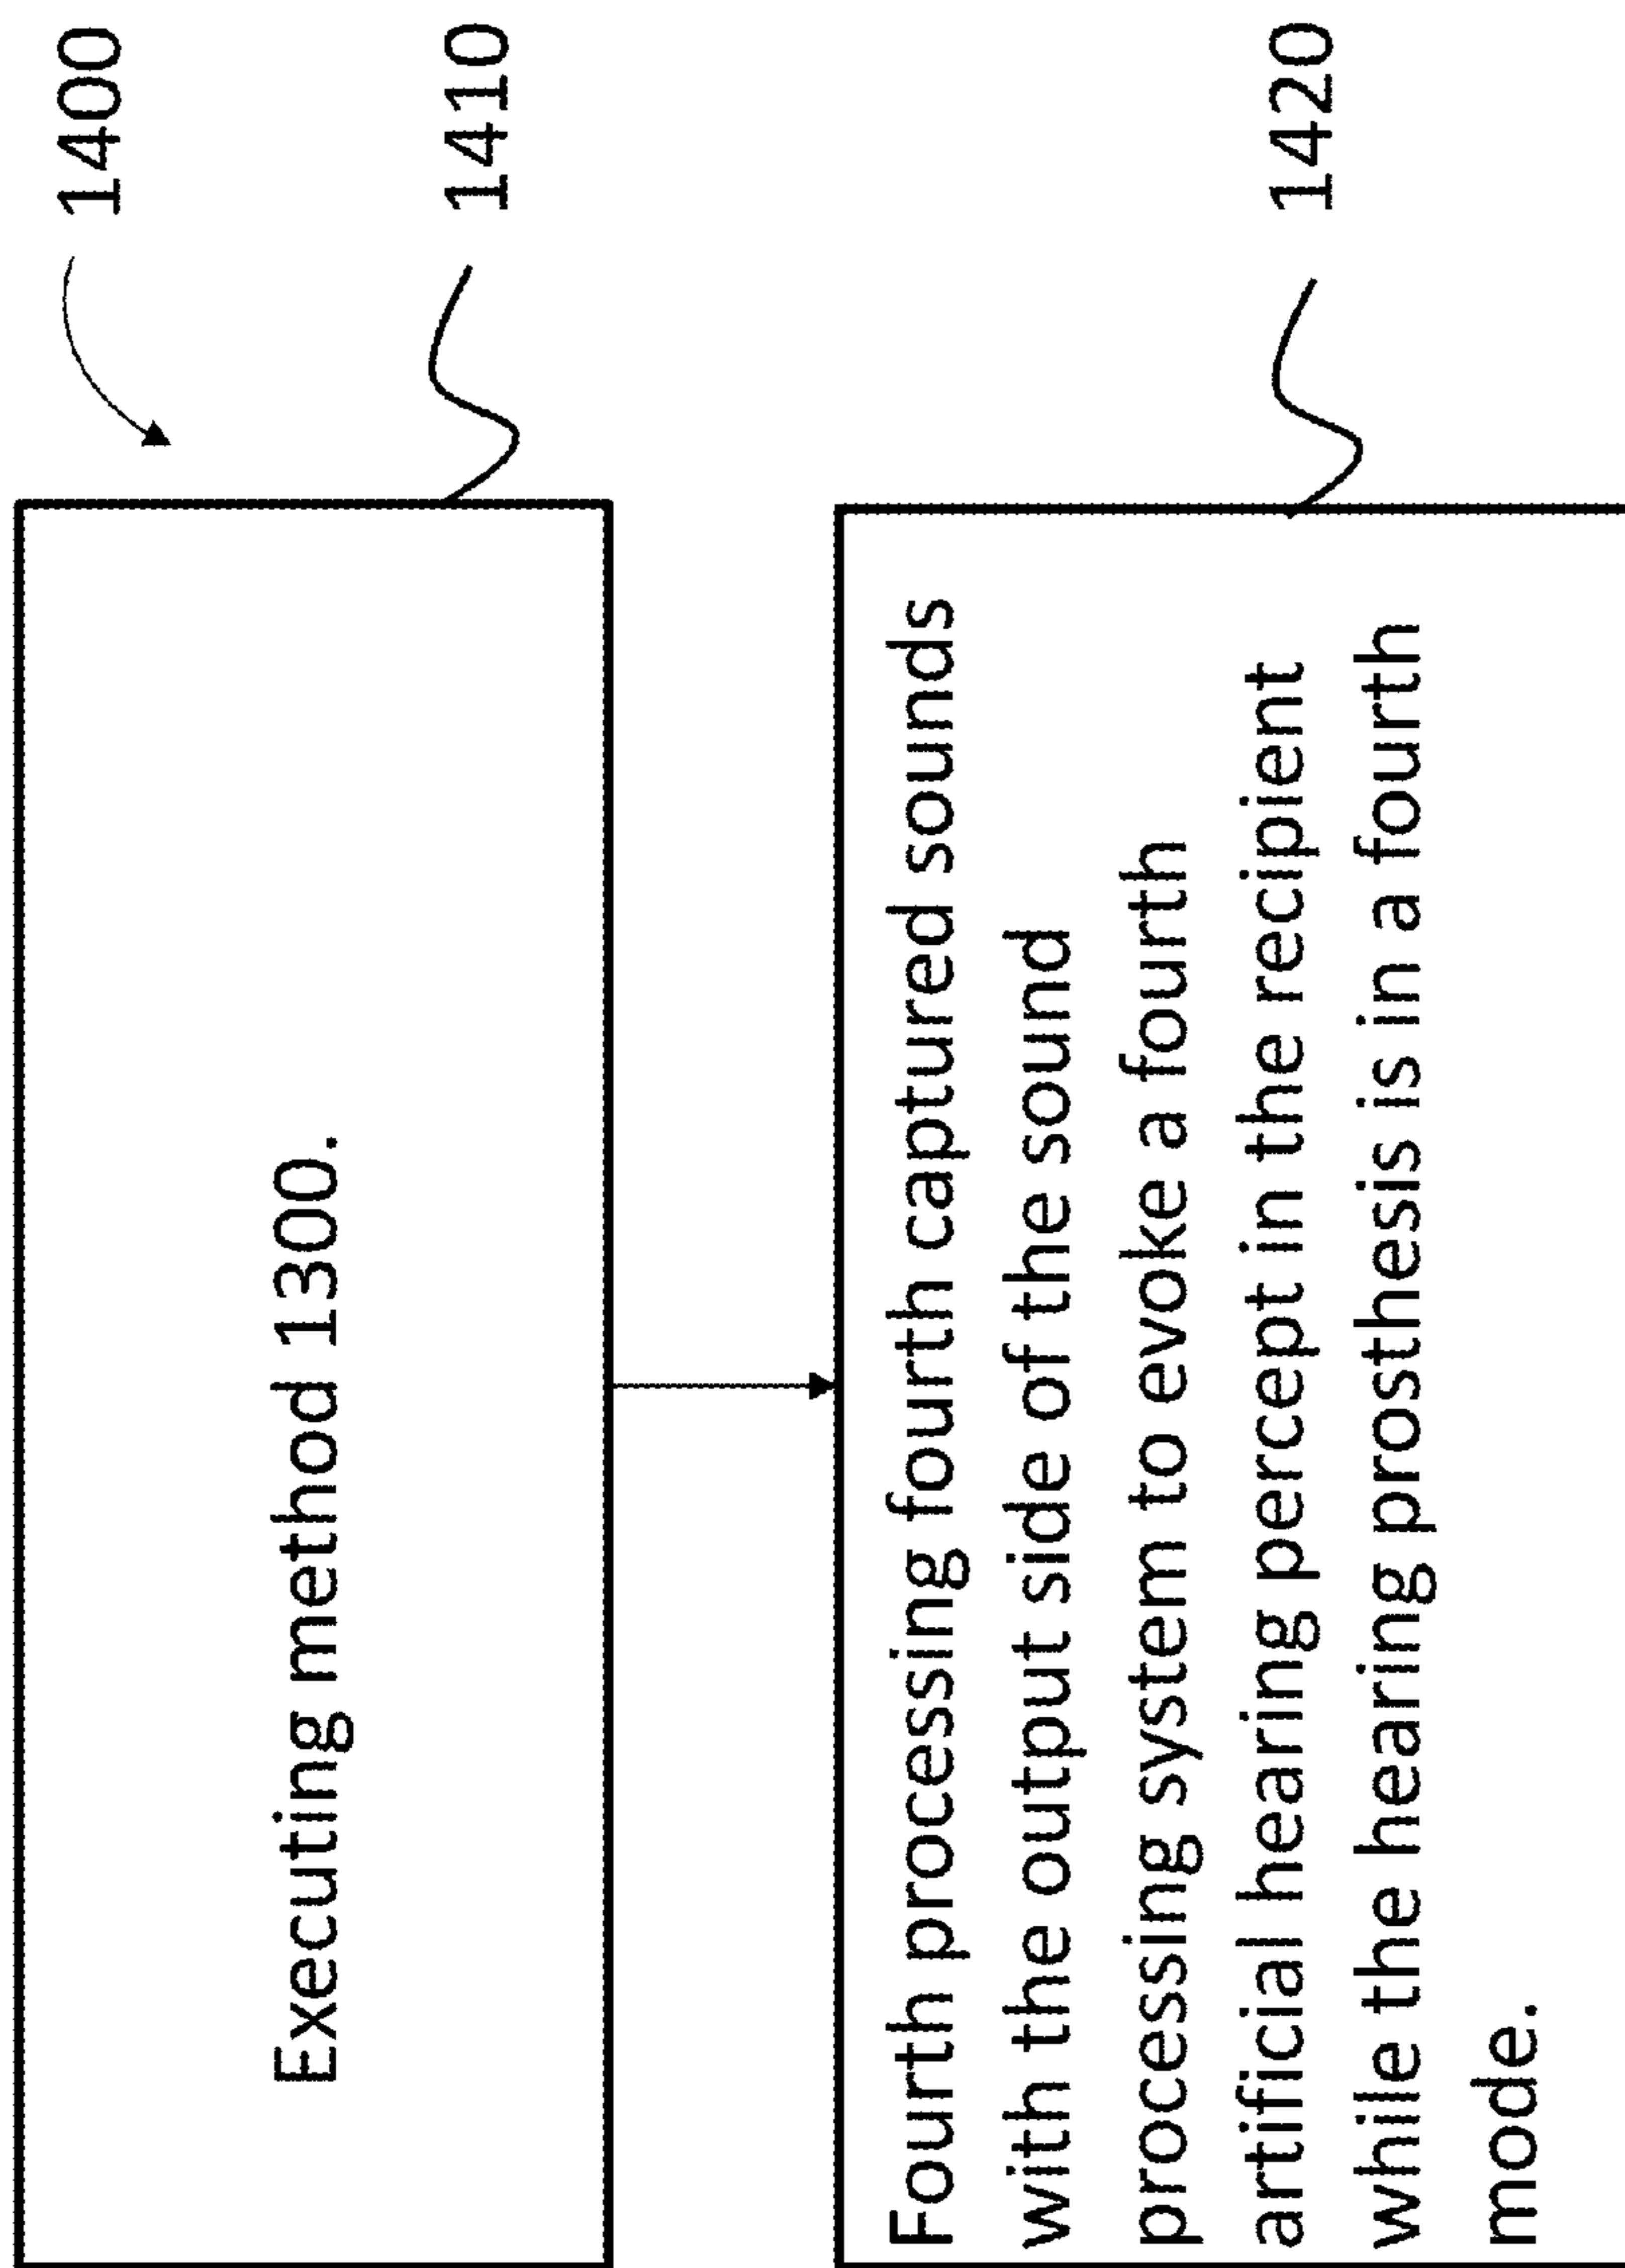 1400
Executing method 1300.
1410
Fourth processing fourth captured sounds
with the output side of the sound
processing system to evoke a fourth
artificial hearing percept in the recipient
while the hearing prosthesis is in a fourth
mode.
1420